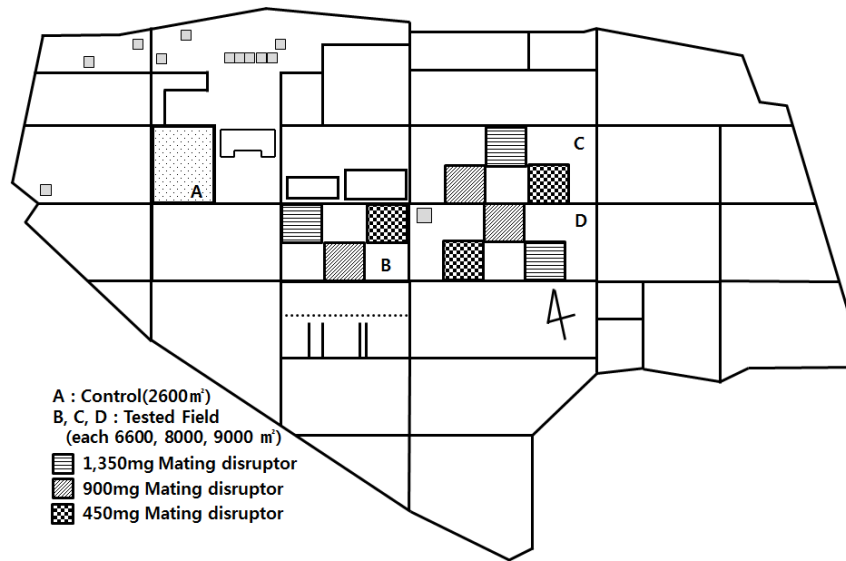 C
A
D
B
A : Control(2600㎡)
B, C, D : Tested Field
(each 6600, 8000, 9000 ㎡)
1,350mg Mating disruptor
900mg Mating disruptor
450mg Mating disruptor